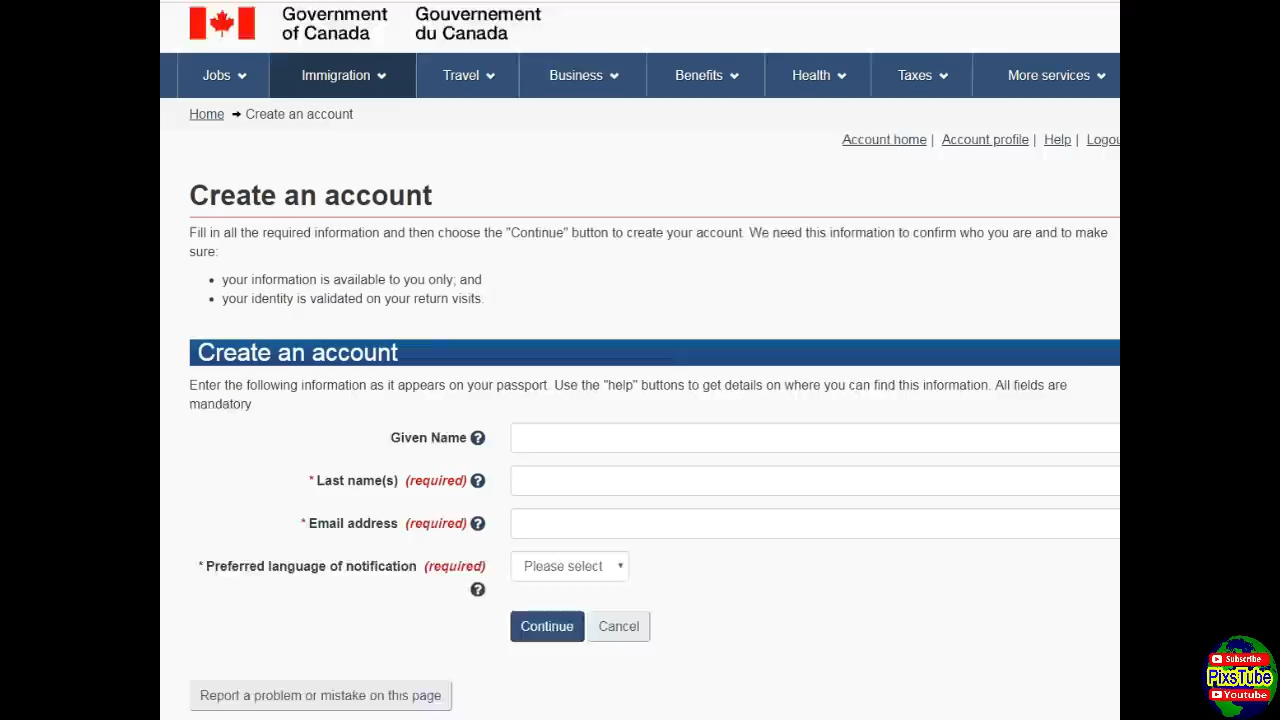 Government of Canada
Gouvernement du Canada
Jobs Immigration Travel Business Benefits Health Taxes More services
Home → Create an account
Account home | Account profile | Help |
Create an account
Fill in all the required information and then choose the "Continue" button to create your account. We need this information to confirm who you are and to make
sure:
• your information is available to you only; and
• your identity is validated on your return visits.
Create an account
Enter the following information as it appears on your passport. Use the "help" buttons to get details on where you can find this information. All fields are
mandatory
Given Name ?
* Last name(s) (required) ?
* Email address (required) ?
* Preferred language of notification (required) Please select
?
Continue Cancel
Report a problem or mistake on this page.
Subscribe
PixsTube
Youtube